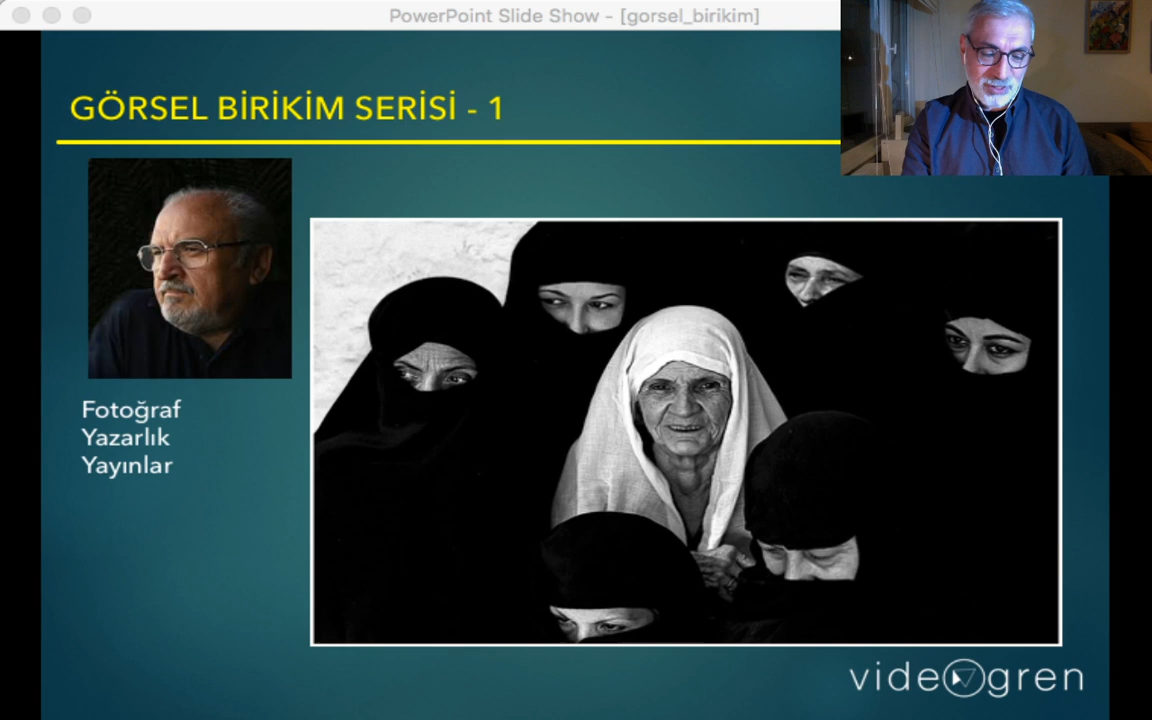 PowerPoint Slide Show - [gorsel_birikim]
GÖRSEL BİRİKİM SERİSİ - 1
Fotoğraf
Yazarlık
Yayınlar
videogren